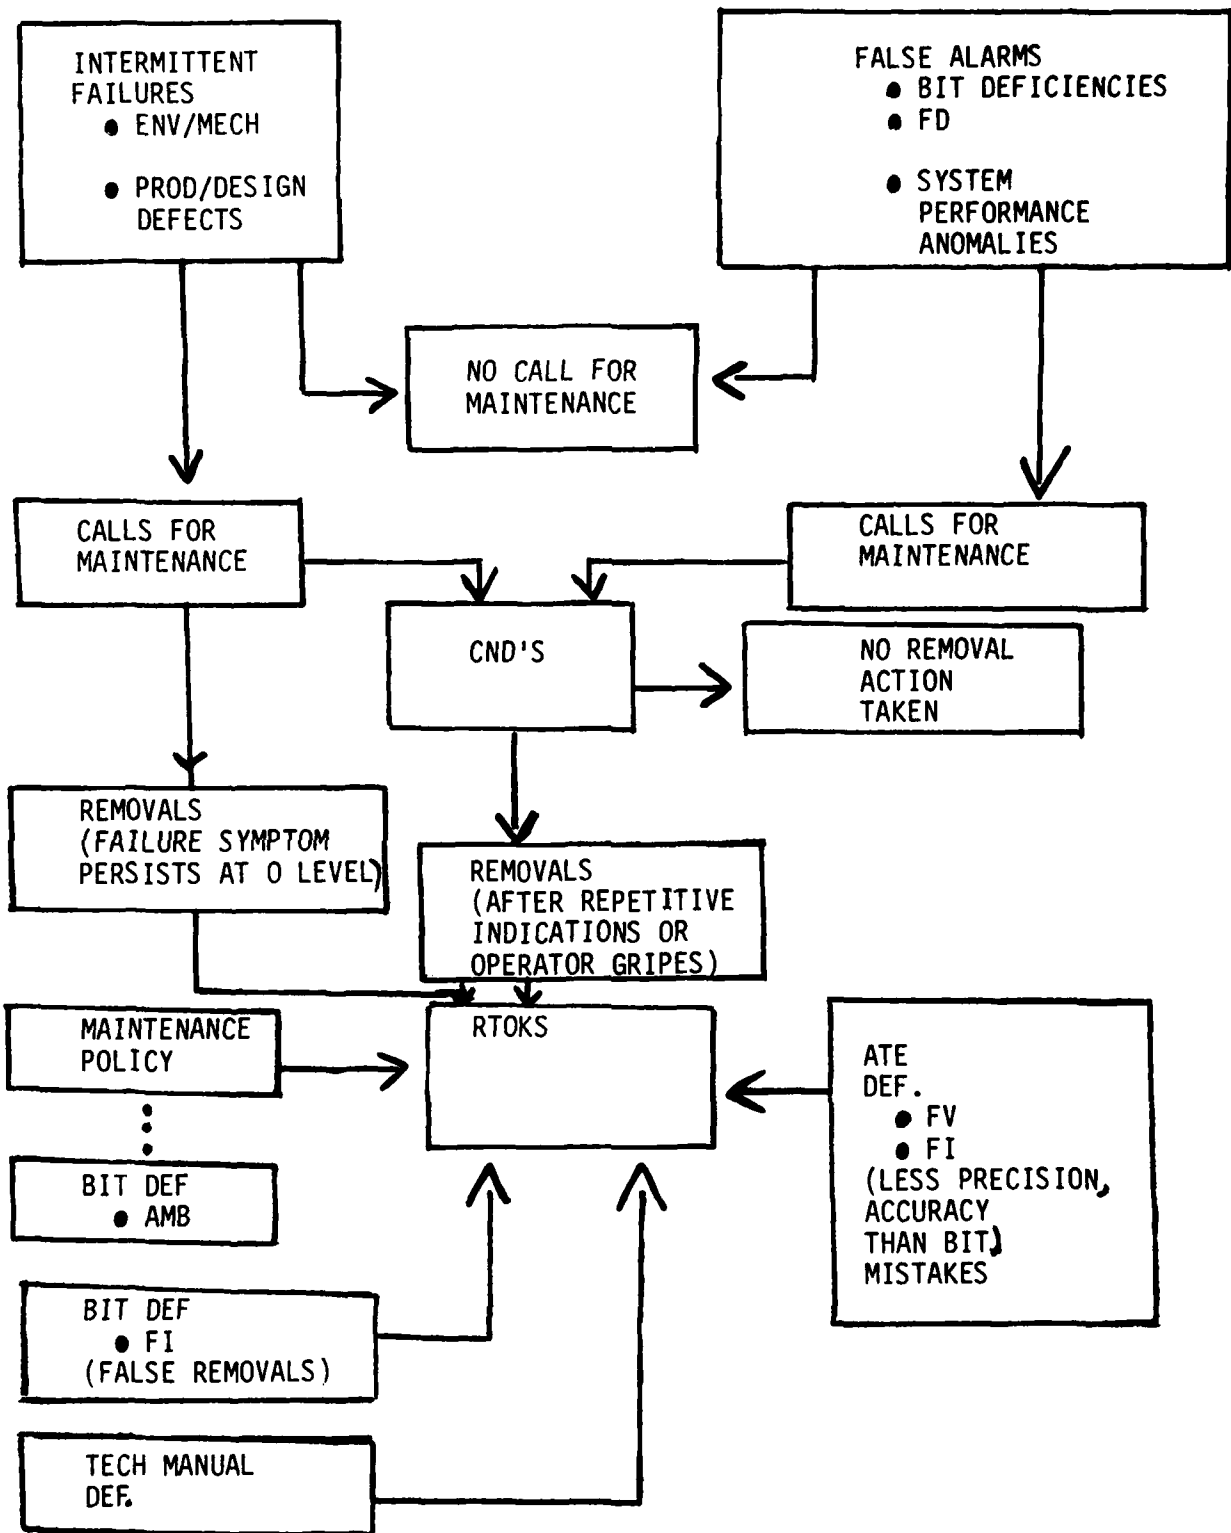 INTERMITTENT
FAILURES
● ENV/MECH
● PROD/DESIGN
DEFECTS
FALSE ALARMS
● BIT DEFICIENCIES
● FD
● SYSTEM
PERFORMANCE
ANOMALIES
NO CALL FOR
MAINTENANCE
CALLS FOR
MAINTENANCE
CALLS FOR
MAINTENANCE
CND'S
NO REMOVAL
ACTION
TAKEN
REMOVALS
(FAILURE SYMPTOM
PERSISTS AT O LEVEL)
REMOVALS
(AFTER REPETITIVE
INDICATIONS OR
OPERATOR GRIPES)
MAINTENANCE
POLICY
RTOKS
ATE
DEF.
● FV
● FI
(LESS PRECISION,
ACCURACY
THAN BIT)
MISTAKES
BIT DEF
● AMB
BIT DEF
● FI
(FALSE REMOVALS)
TECH MANUAL
DEF.